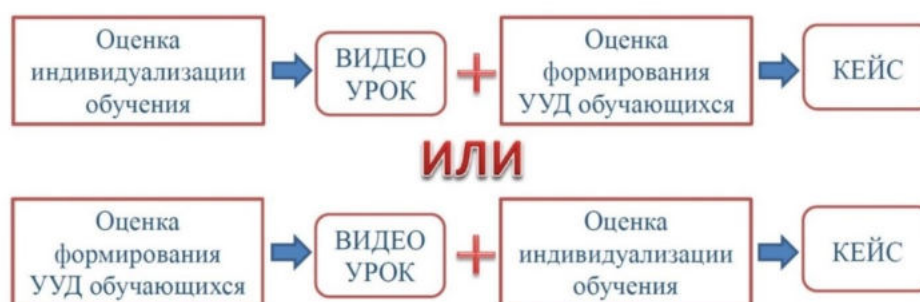 Оценка
индивидуализации
обучения
ВИДЕО
УРОК
+
Оценка
формирования
УУД обучающихся
КЕЙС
ИЛИ
Оценка
формирования
УУД обучающихся
ВИДЕО
УРОК
+
Оценка
индивидуализации
обучения
КЕЙС